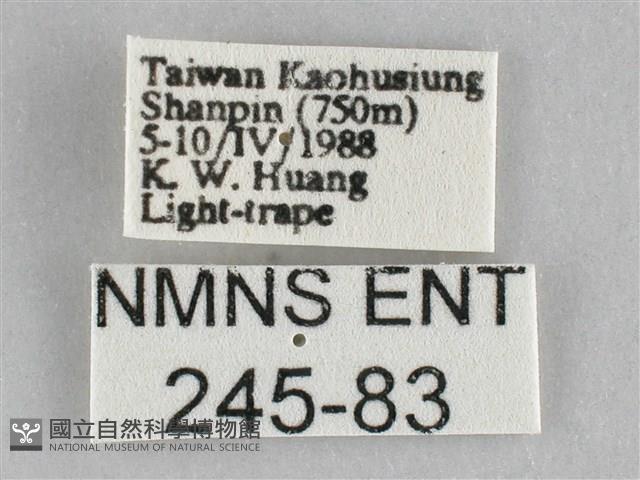 Taiwan Kaohusiung
Shanpin (750m)
5-10/IV/1988
K. W. Huang
Light-trape
NMNS ENT
245-83
國立自然科學博物館
NATIONAL MUSEUM OF NATURAL SCIENCE